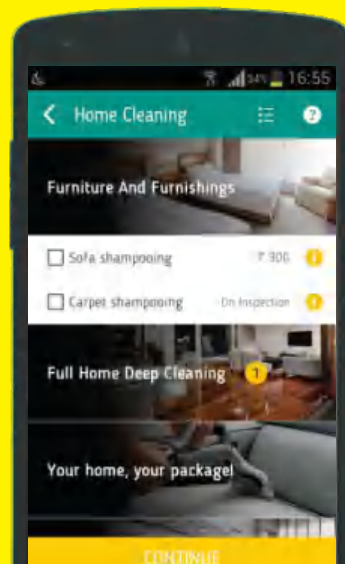 34% 16:55
Home Cleaning ?
Furniture And Furnishings
Sofa shampooing ₹ 300
Carpet shampooing On Inspection
Full Home Deep Cleaning 1
Your home, your package!
CONTINUE